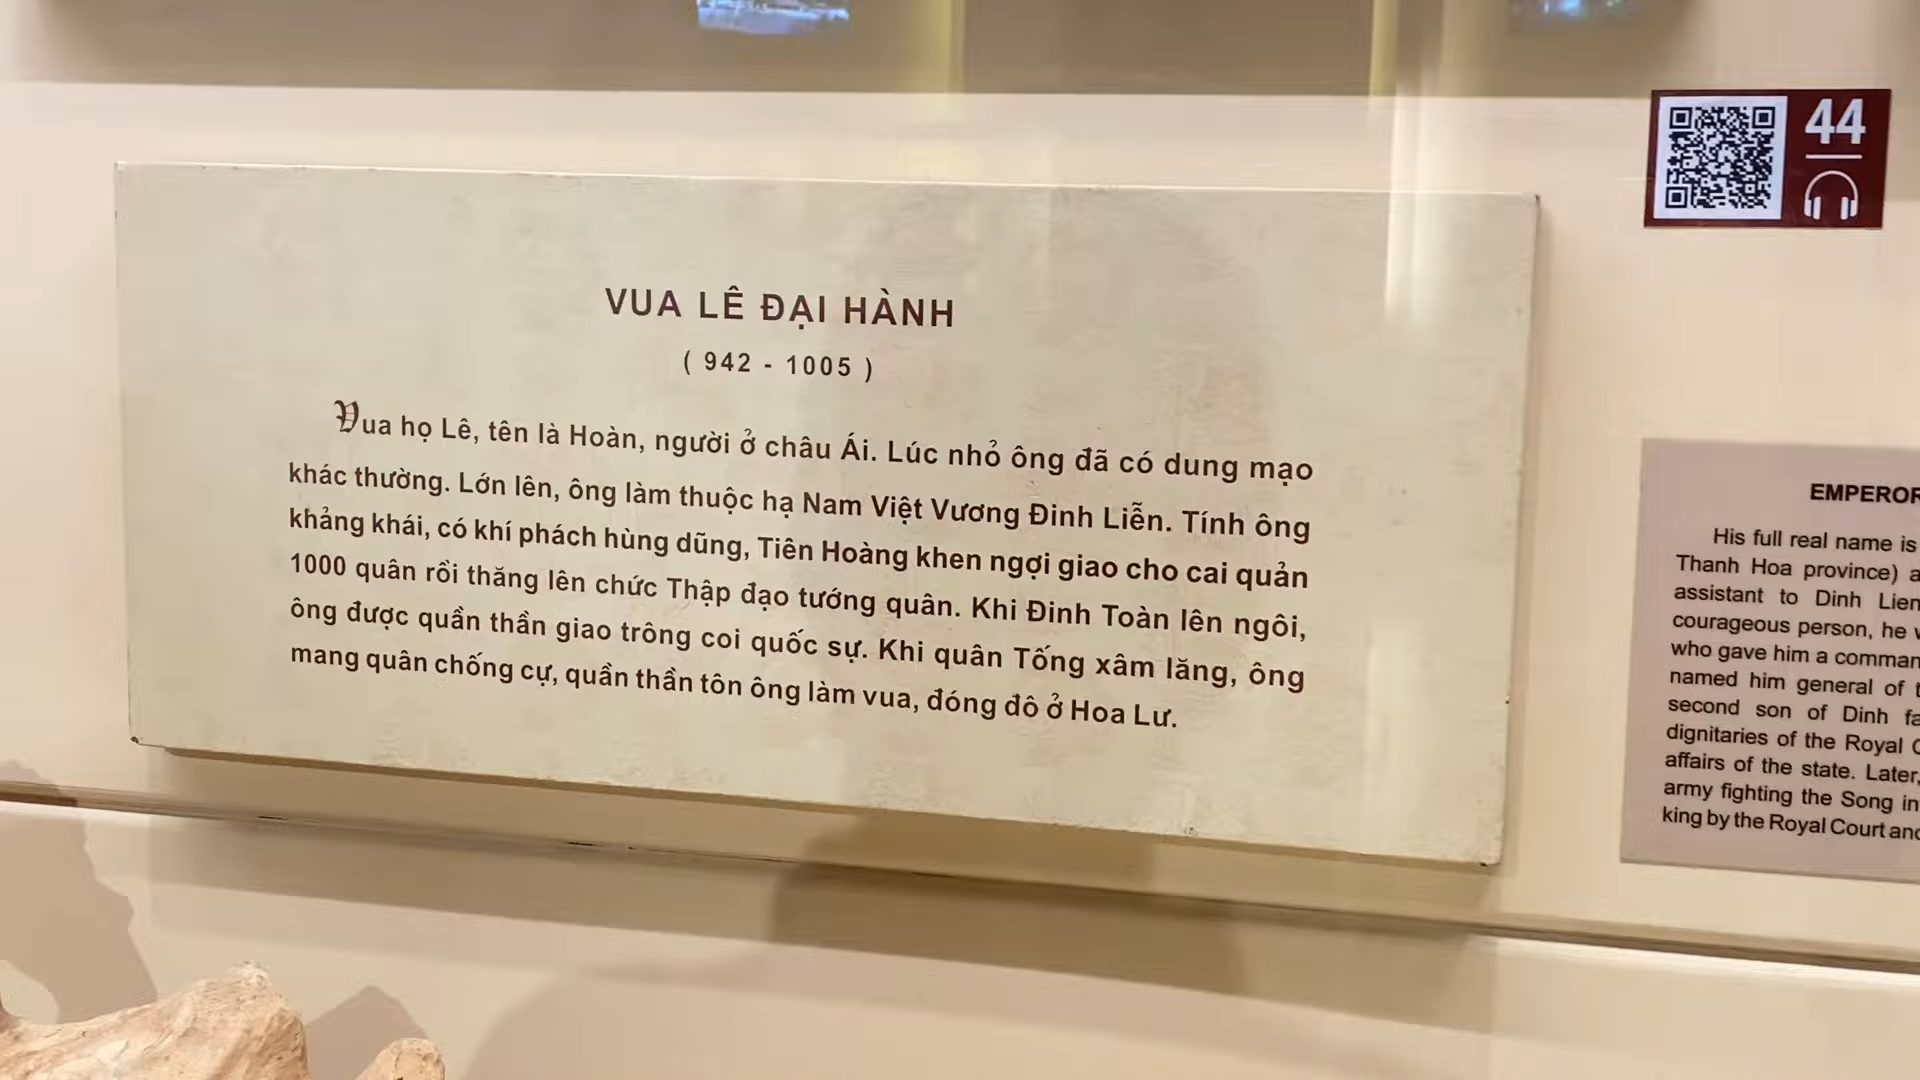 44
VUA LÊ ĐẠI HÀNH
( 942 - 1005 )
Vua họ Lê, tên là Hoàn, người ở châu Ái. Lúc nhỏ ông đã có dung mạo
khác thường. Lớn lên, ông làm thuộc hạ Nam Việt Vương Đinh Liễn. Tính ông
khảng khái, có khí phách hùng dũng, Tiên Hoàng khen ngợi giao cho cai quản
1000 quân rồi thăng lên chức Thập đạo tướng quân. Khi Đinh Toàn lên ngôi,
ông được quần thần giao trông coi quốc sự. Khi quân Tống xâm lăng, ông
mang quân chống cự, quần thần tôn ông làm vua, đóng đô ở Hoa Lư.
EMPEROR
His full real name is
Thanh Hoa province)
assistant to Dinh Lien
courageous person, he
who gave him a
named him general of
second son of Dinh
dignitaries of the Royal
affairs of the state. Later,
army fighting the Song
king by the Royal Court and